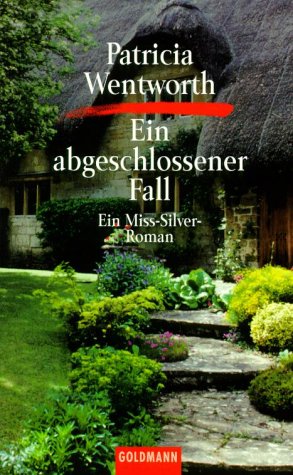 Patricia
Wentworth
Ein
abgeschlossener
Fall
Ein Miss-Silver-
Roman
GOLDMANN